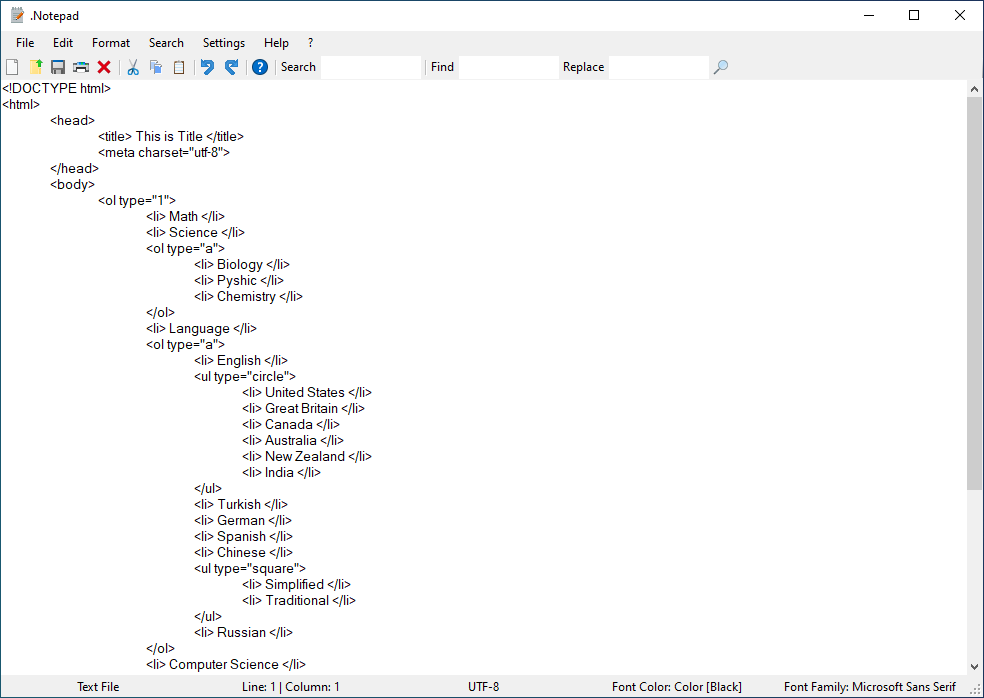 .Notepad
File Edit Format Search Settings Help ?
Search Find Replace
<!DOCTYPE html>
<html>
<head>
<title> This is Title </title>
<meta charset="utf-8">
</head>
<body>
<ol type="1">
<li> Math </li>
<li> Science </li>
<ol type="a">
<li> Biology </li>
<li> Pyshic </li>
<li> Chemistry </li>
</ol>
<li> Language </li>
<ol type="a">
<li> English </li>
<ul type="circle">
<li> United States </li>
<li> Great Britain </li>
<li> Canada </li>
<li> Australia </li>
<li> New Zealand </li>
<li> India </li>
</ul>
<li> Turkish </li>
<li> German </li>
<li> Spanish </li>
<li> Chinese </li>
<ul type="square">
<li> Simplified </li>
<li> Traditional </li>
</ul>
<li> Russian </li>
</ol>
<li> Computer Science </li>
Text File Line: 1 | Column: 1 UTF-8 Font Color: Color [Black] Font Family: Microsoft Sans Serif